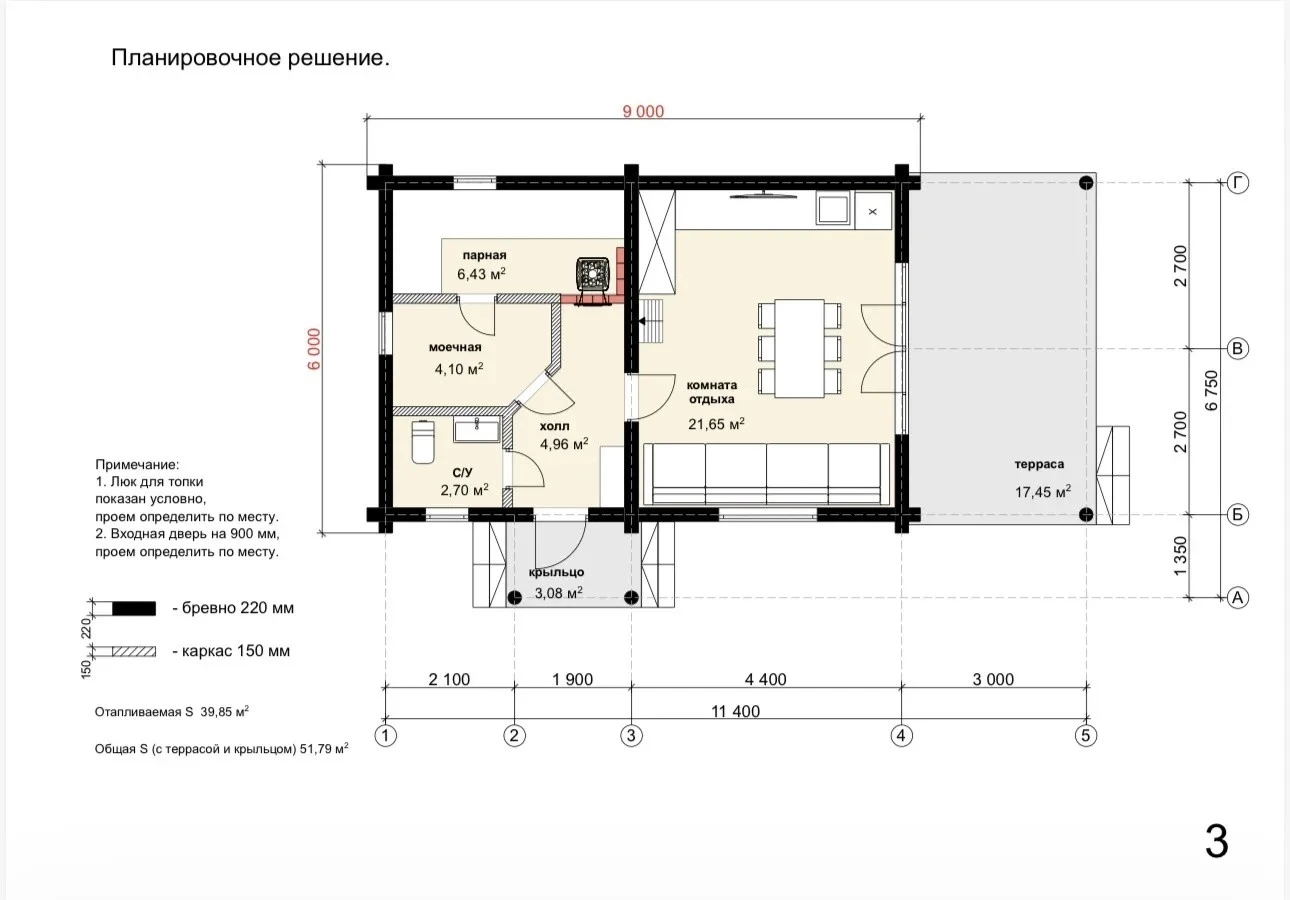 Планировочное решение.
9 000
6 000
парная
6,43 м²
моечная
4,10 м²
холл
4,96 м²
С/У
2,70 м²
комната
отдыха
21,65 м²
X
терраса
17,45 м²
крыльцо
3,08 м²
Г
В
Б
А
2 700
2 700
1 350
6 750
Примечание:
1. Люк для топки
показан условно,
проем определить по месту.
2. Входная дверь на 900 мм,
проем определить по месту.
220
- бревно 220 мм
150
- каркас 150 мм
Отапливаемая S 39,85 м²
Общая S (с террасой и крыльцом) 51,79 м²
2 100
1 900
4 400
3 000
11 400
1
2
3
4
5
3